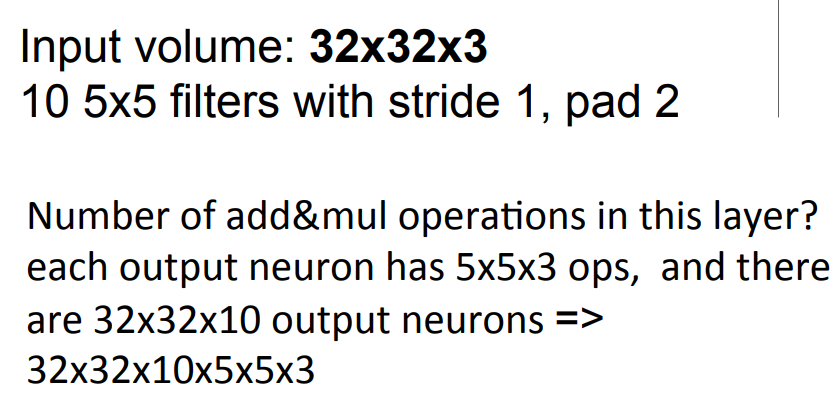 Input volume: 32x32x3
10 5x5 filters with stride 1, pad 2
Number of add&mul operations in this layer?
each output neuron has 5x5x3 ops, and there
are 32x32x10 output neurons =>
32x32x10x5x5x3